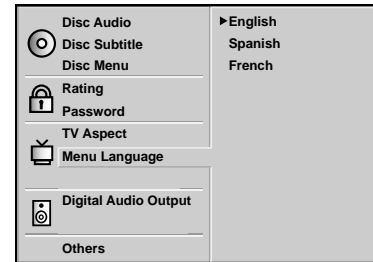 Disc Audio
Disc Subtitle
Disc Menu
Rating
Password
TV Aspect
Menu Language
Digital Audio Output
Others
English
Spanish
French